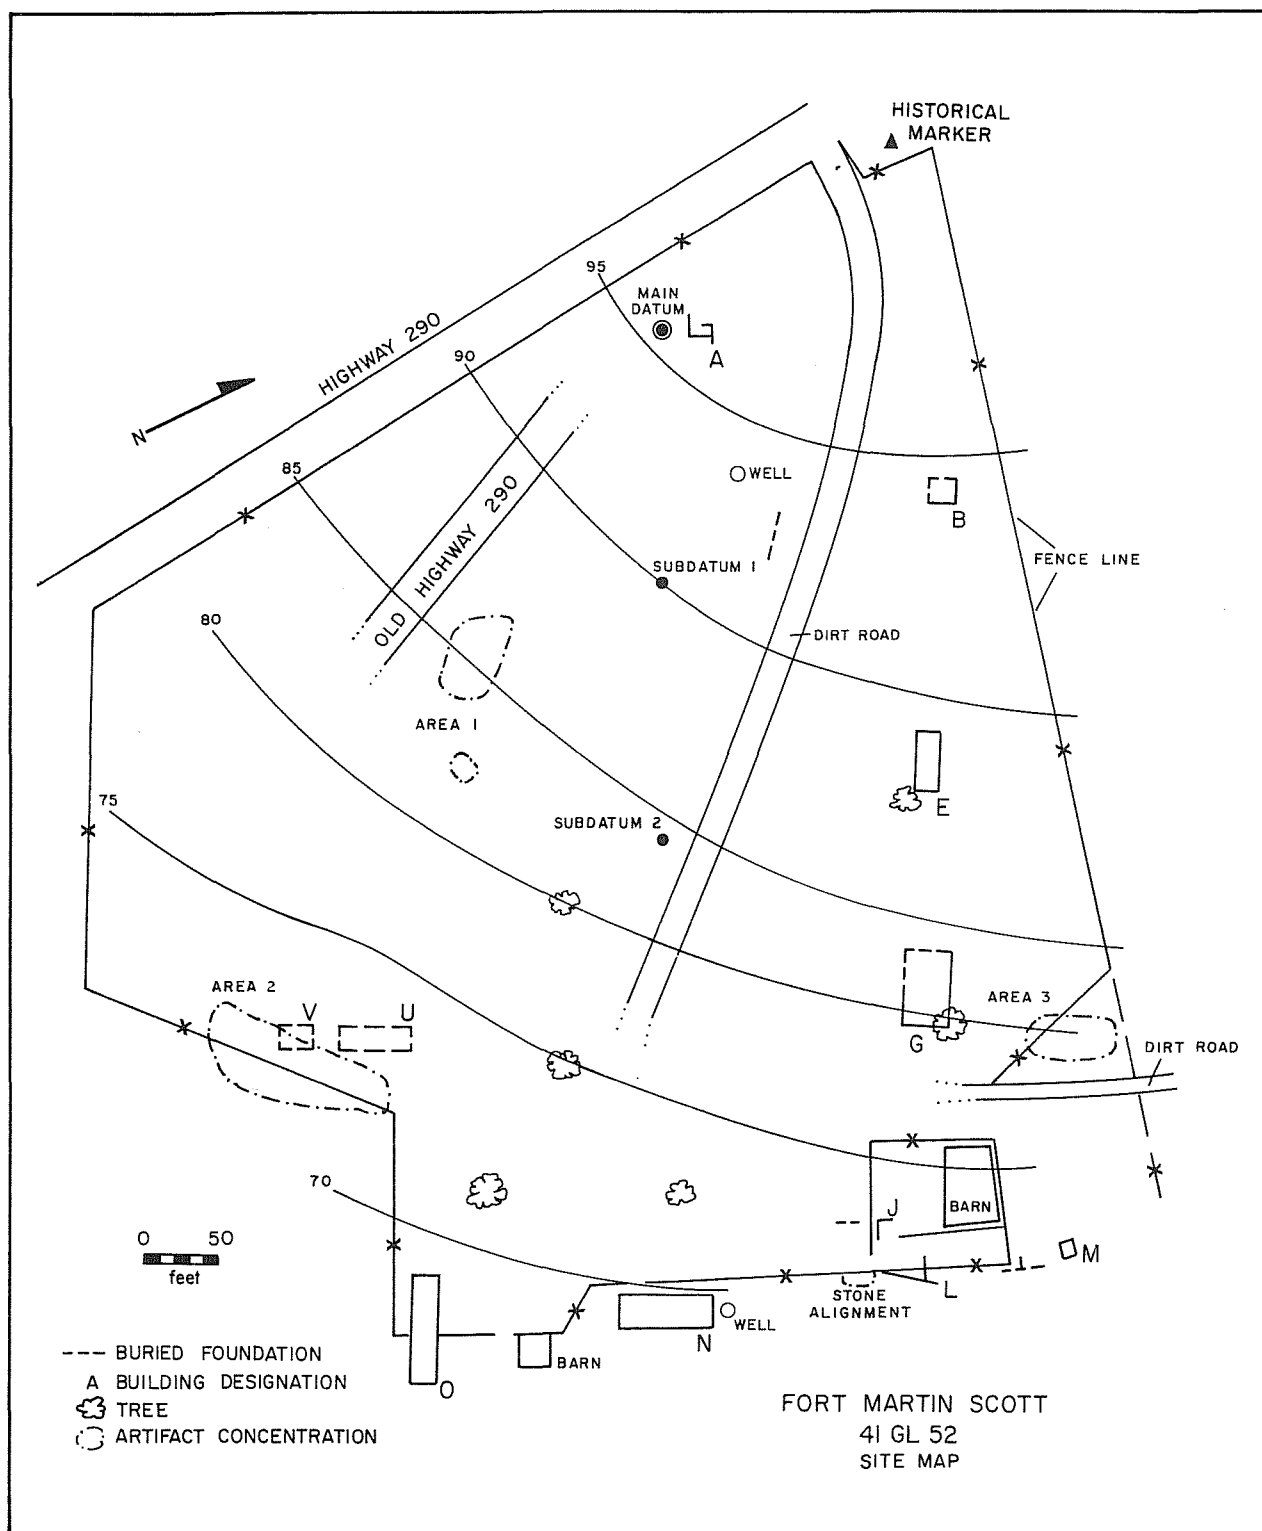 HISTORICAL
MARKER
95
MAIN
DATUM
A
HIGHWAY 290
90
N
85
WELL
B
OLD HIGHWAY 290
SUBDATUM 1
FENCE LINE
80
DIRT ROAD
AREA 1
75
E
SUBDATUM 2
AREA 2
V
U
AREA 3
G
DIRT ROAD
70
J
BARN
0 50
feet
M
L
STONE
ALIGNMENT
WELL
N
BARN
O
BURIED FOUNDATION
A BUILDING DESIGNATION
TREE
ARTIFACT CONCENTRATION
FORT MARTIN SCOTT
41 GL 52
SITE MAP